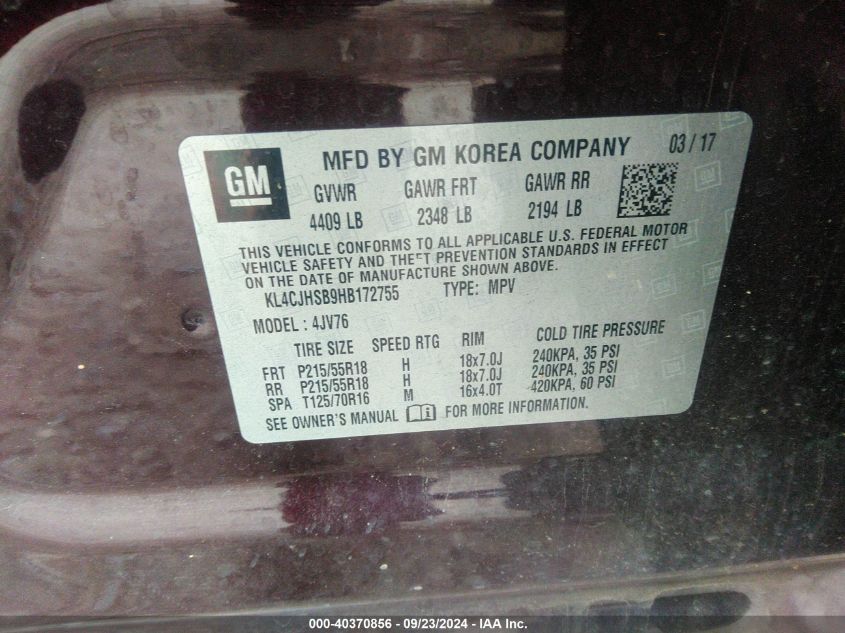 GM
MFD BY GM KOREA COMPANY 03/17
GVWR GAWR FRT GAWR RR
4409 LB 2348 LB 2194 LB
THIS VEHICLE CONFORMS TO ALL APPLICABLE U.S. FEDERAL MOTOR
VEHICLE SAFETY AND THEFT PREVENTION STANDARDS IN EFFECT
ON THE DATE OF MANUFACTURE SHOWN ABOVE.
KL4CJHSB9HB172755 TYPE: MPV
MODEL: 4JV76
TIRE SIZE SPEED RTG RIM COLD TIRE PRESSURE
FRT P215/55R18 H 18x7.0J 240KPA, 35 PSI
RR P215/55R18 H 18x7.0J 240KPA, 35 PSI
SPA T125/70R16 M 16x4.0T 420KPA, 60 PSI
SEE OWNER'S MANUAL FOR MORE INFORMATION.
000-40370856 - 09/23/2024 - IAA Inc.